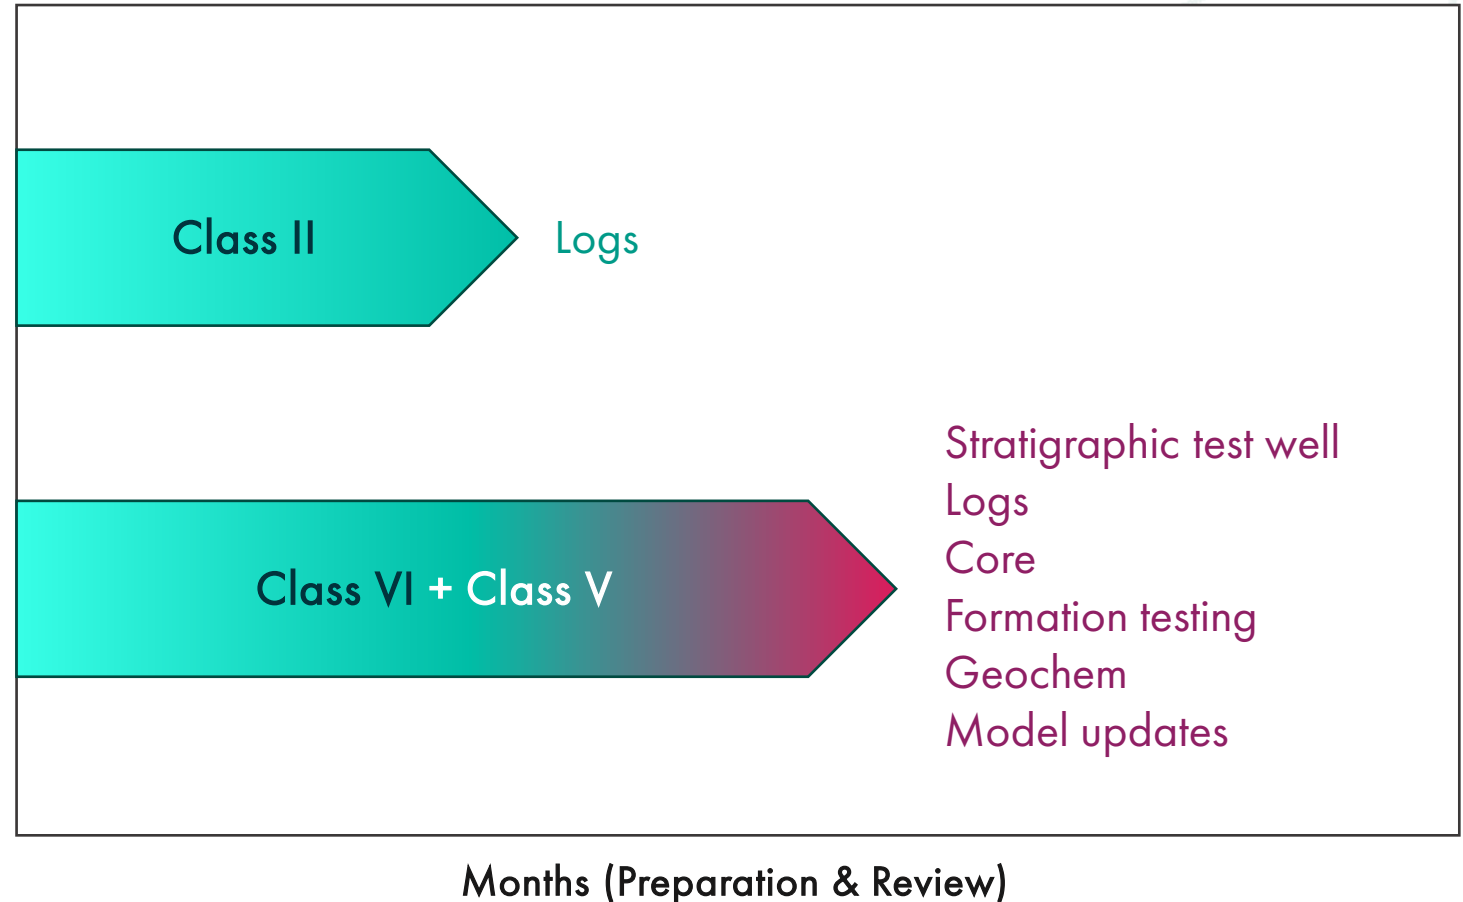 Class II
Logs
Stratigraphic test well
Logs
Core
Formation testing
Geochem
Model updates
Class VI + Class V
Months (Preparation & Review)